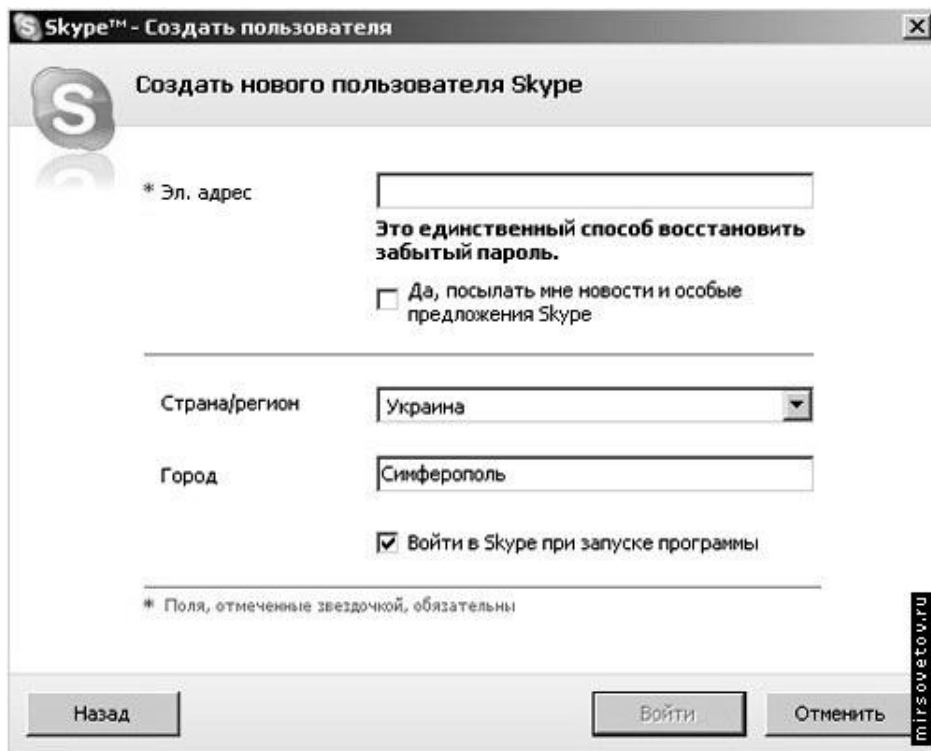 Skype™ - Создать пользователя
Создать нового пользователя Skype
* Эл. адрес
Это единственный способ восстановить
забытый пароль.
Да, посылать мне новости и особые
предложения Skype
Страна/регион
Украина
Город
Симферополь
Войти в Skype при запуске программы
* Поля, отмеченные звездочкой, обязательны
Назад
Войти
Отменить
mirsovetov.ru